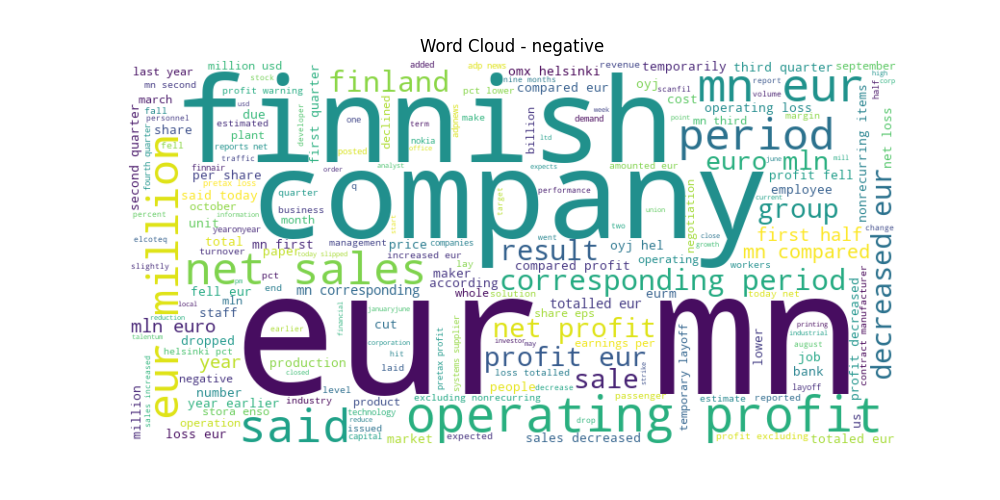 Word Cloud - negative
last year
million usd
stock
finnish
added
adp news
omx helsinki
revenue
temporarily
third quarter
september
mn second
profit warning
first quarter
finland
pct lower
nine months
compared eur
oyj
scanfil
mn eur
report
high
corp
half
march
fall
due
developer
declined
make
billion
week
cost
operating loss
volume
personnel
estimated
usd
one
term
adpnews
demand
mn third
margin
nonrecurring items
net loss
second quarter
fourth quarter
share
plant
reports net
nokia
ltd
point
period
fell
traffic
posted
office
euro mln
june
mill
finnair
order
analyst
expects
amounted eur
profit fell
million
per share
company
current
said today
quarter
q
performance
target
union
negotiation
employee
percent
october
information
business
month
start
two
group
decreased eur
unit
yearonyear
went
close
growth
first half
change
elcoteq
total
mn first
management
price
companies
result
oyj hel
operating
mn compared
turnover
paper
today slipped
increased eur
lay
compared profit
workers
slightly
net sales
pct
maker
according
corresponding period
fell eur
end
mn corresponding
whole
solution
eurm
today net
local
mln
eur mn
januaryjune
totalled eur
share eps
reduction
staff
earlier
financial
cut
corporation
net profit
investor
may
earnings per
printing
industrial
mln euro
talentum
dropped
hit
pretax profit
systems supplier
profit eur
lower
august
profit decreased
contract manufacturer
helsinki pct
year
production
closed
laid
loss totalled
sale
strike
temporary layoff
job
bank
eur million
sales increased
negative
number
level
people
decrease
passenger
layoff
year earlier
industry
product
excluding nonrecurring
estimate
reported
us
stora enso
technology
reduce
operating profit
drop
operation
said
issued
capital
market
expected
sales decreased
profit excluding
totaled eur
loss eur
million
pretax loss